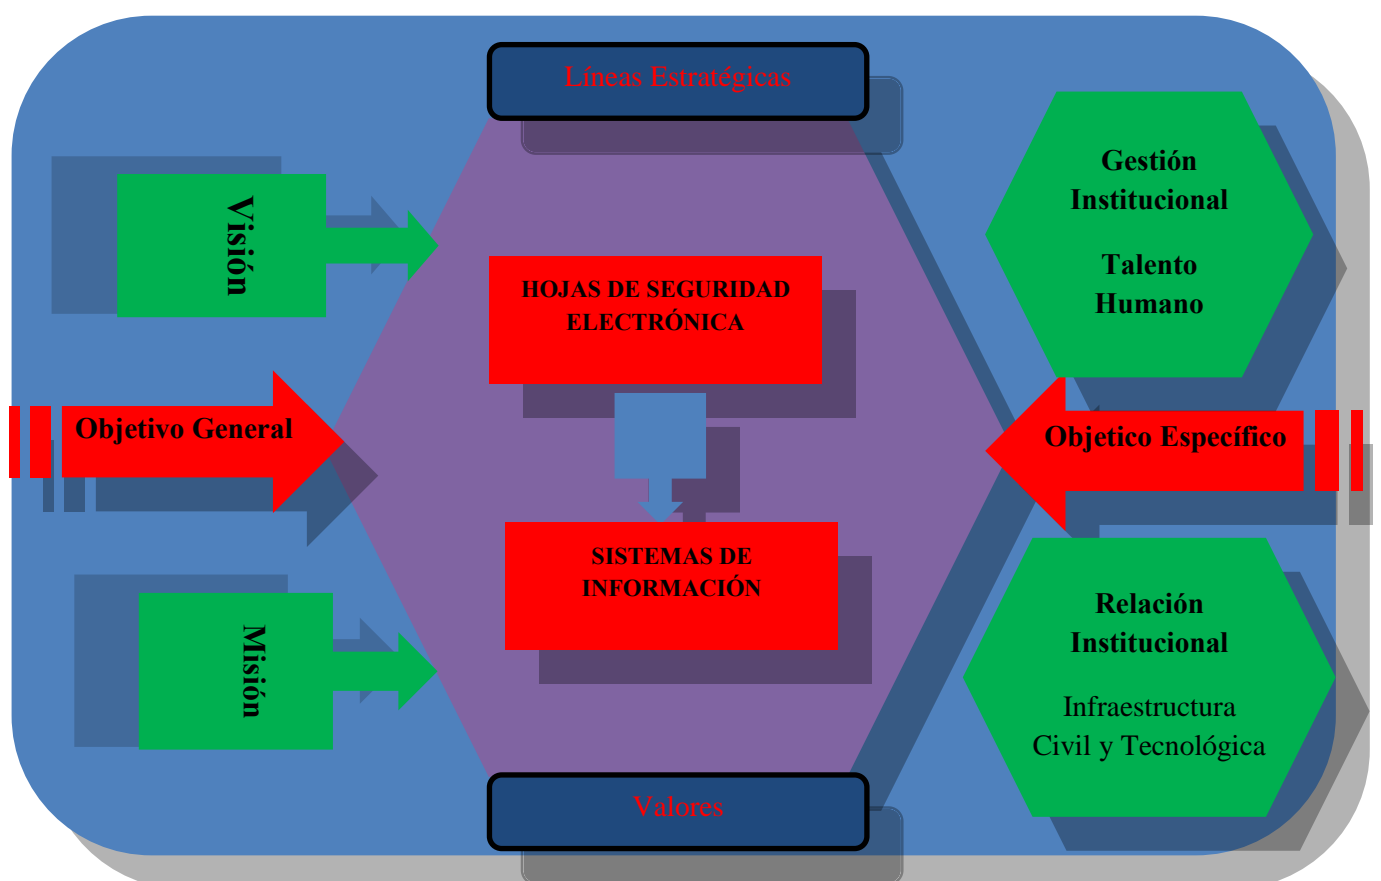 Líneas Estratégicas
Visión
Gestión
Institucional
Talento
Humano
HOJAS DE SEGURIDAD
ELECTRÓNICA
Objetivo General
Objetico Específico
SISTEMAS DE
INFORMACIÓN
Misión
Relación
Institucional
Infraestructura
Civil y Tecnológica
Valores